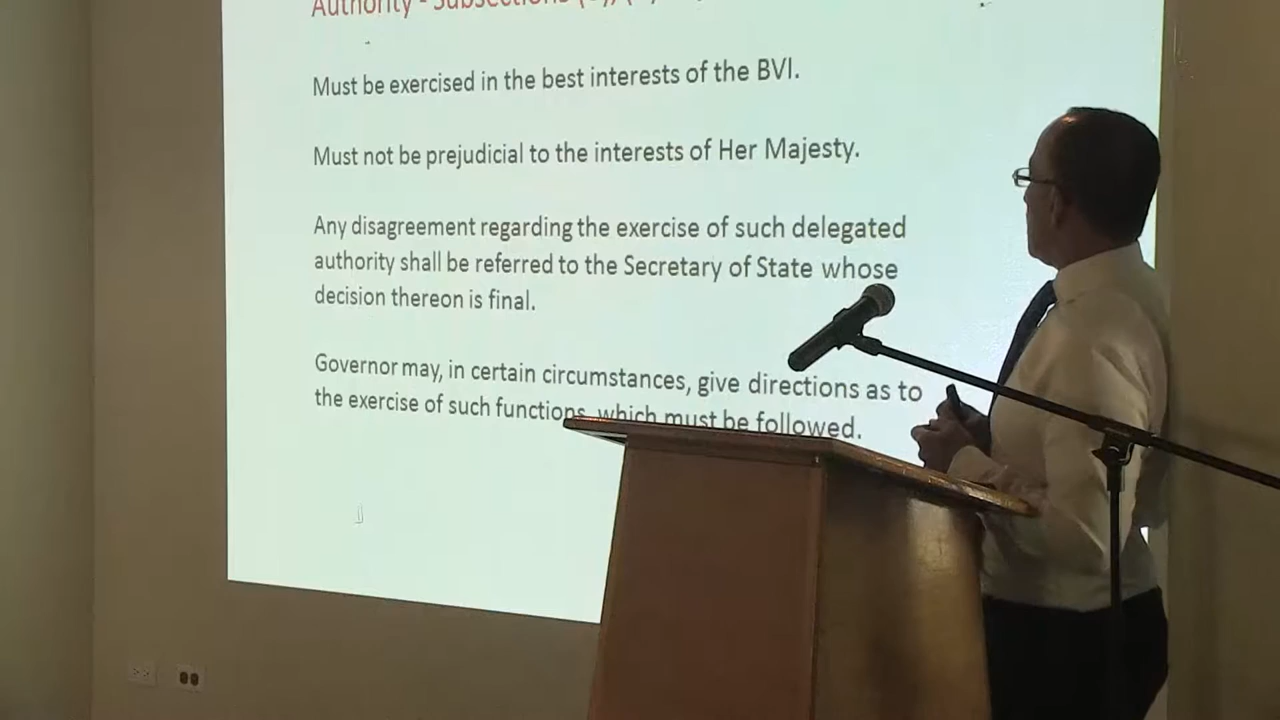 Authority - Subsections
Must be exercised in the best interests of the BVI.
Must not be prejudicial to the interests of Her Majesty.
Any disagreement regarding the exercise of such delegated
authority shall be referred to the Secretary of State whose
decision thereon is final.
Governor may, in certain circumstances, give directions as to
the exercise of such functions, which must be followed.